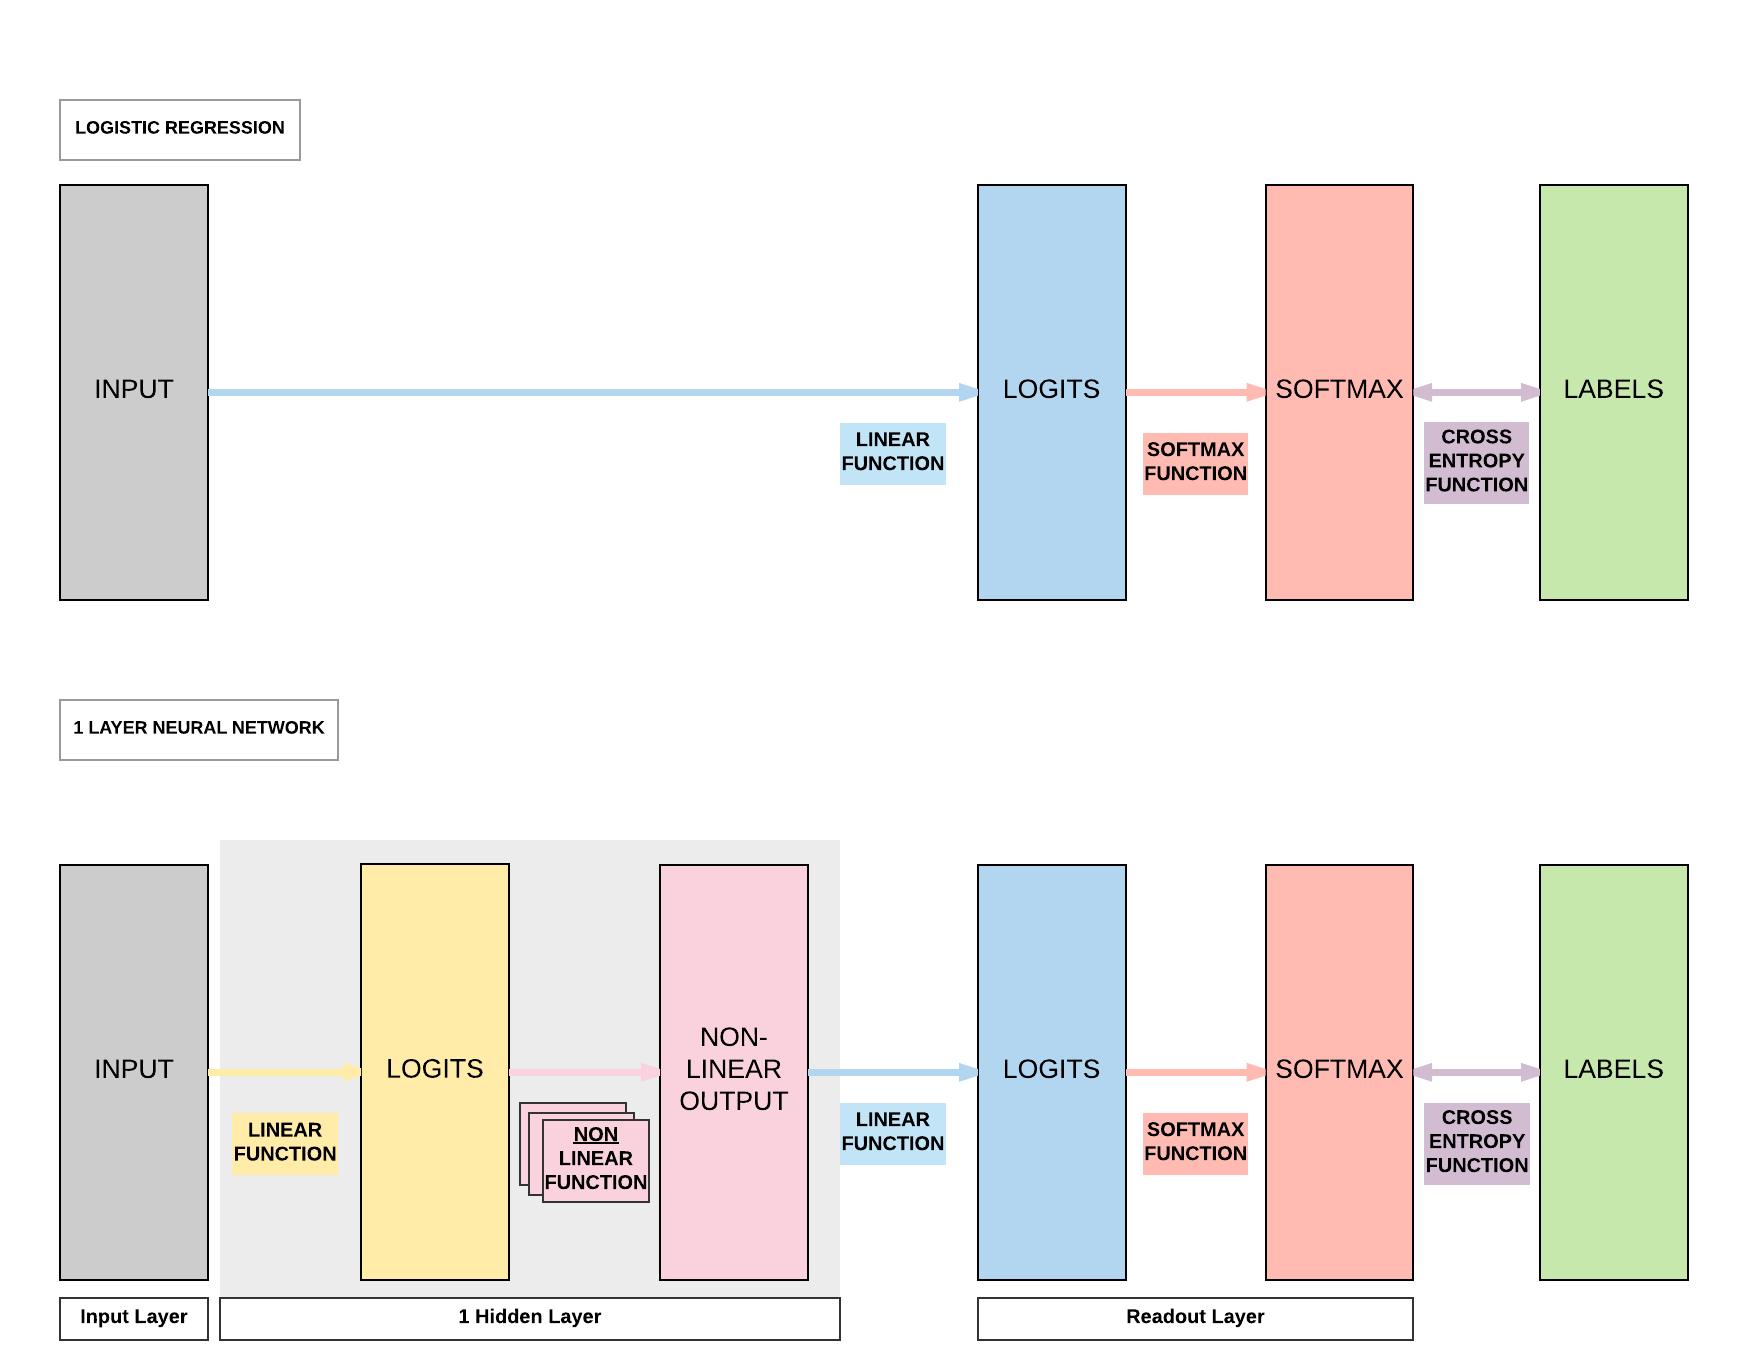 LOGISTIC REGRESSION
INPUT
LOGITS
SOFTMAX
LABELS
LINEAR
FUNCTION
SOFTMAX
FUNCTION
CROSS
ENTROPY
FUNCTION
1 LAYER NEURAL NETWORK
INPUT
LOGITS
NON-
LINEAR
OUTPUT
LOGITS
SOFTMAX
LABELS
LINEAR
FUNCTION
NON
LINEAR
FUNCTION
LINEAR
FUNCTION
SOFTMAX
FUNCTION
CROSS
ENTROPY
FUNCTION
Input Layer
1 Hidden Layer
Readout Layer